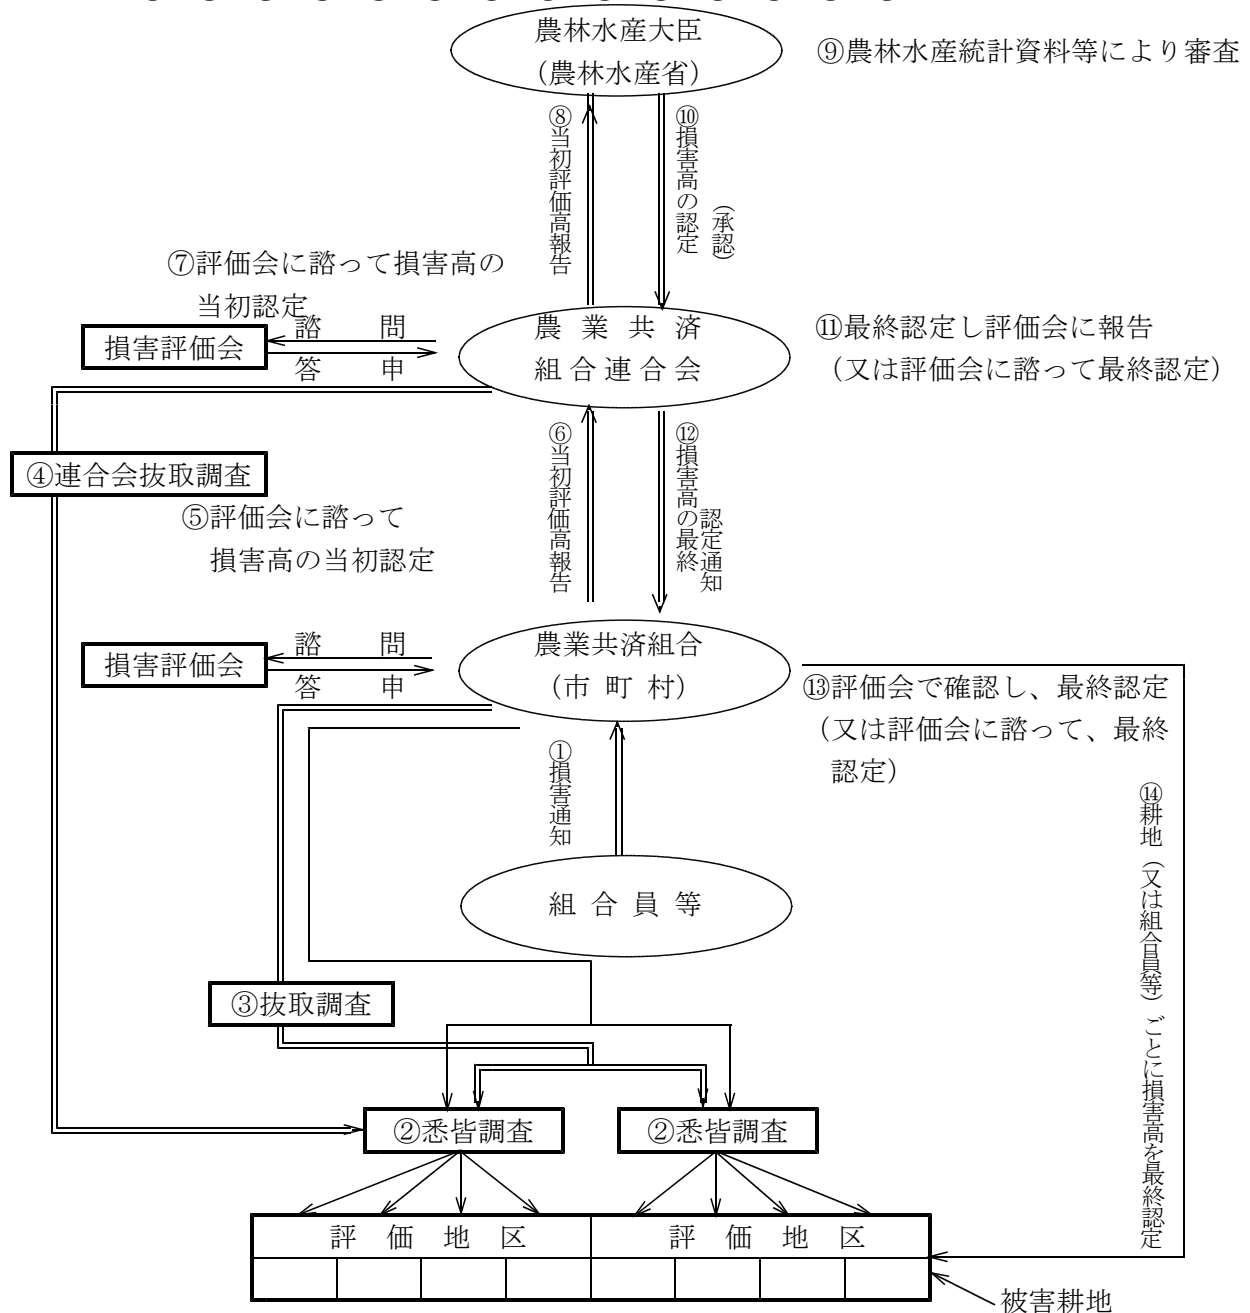 農林水産大臣
(農林水産省)
⑨農林水産統計資料等により審査
⑧当初評価高報告
⑩損害高の認定
(承認)
⑦評価会に諮って損害高の
当初認定
損害評価会
諮 問
答 申
農 業 共 済
組合連合会
⑪最終認定し評価会に報告
(又は評価会に諮って最終認定)
④連合会抜取調査
⑥当初評価高報告
⑫損害高の最終
認定通知
⑤評価会に諮って
損害高の当初認定
損害評価会
諮 問
答 申
農業共済組合
(市 町 村)
⑬評価会で確認し、最終認定
(又は評価会に諮って、最終
認定)
①損害通知
⑭耕地(又は組合員等)ごとに損害高を最終認定
組 合 員 等
③抜取調査
②悉皆調査
②悉皆調査
評 価 地 区
評 価 地 区
被害耕地